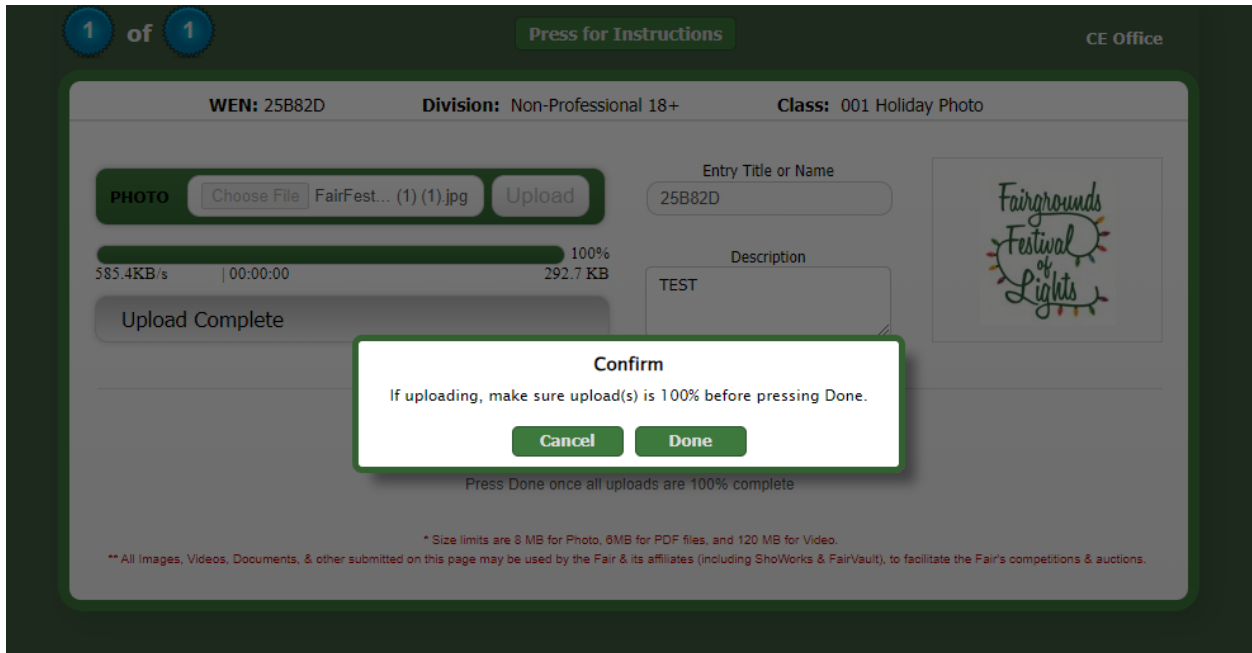 1 of 1
Press for Instructions
CE Office
WEN: 25B82D Division: Non-Professional 18+ Class: 001 Holiday Photo
PHOTO Choose File FairFest... (1) (1).jpg Upload
Entry Title or Name
25B82D
100%
585.4KB/s | 00:00:00 292.7 KB
Upload Complete
Description
TEST
Fairgrounds
Festival
of
Lights
Confirm
If uploading, make sure upload(s) is 100% before pressing Done.
Cancel Done
Press Done once all uploads are 100% complete
* Size limits are 8 MB for Photo, 6MB for PDF files, and 120 MB for Video.
** All Images, Videos, Documents, & other submitted on this page may be used by the Fair & its affiliates (including ShoWorks & FairVault), to facilitate the Fair's competitions & auctions.